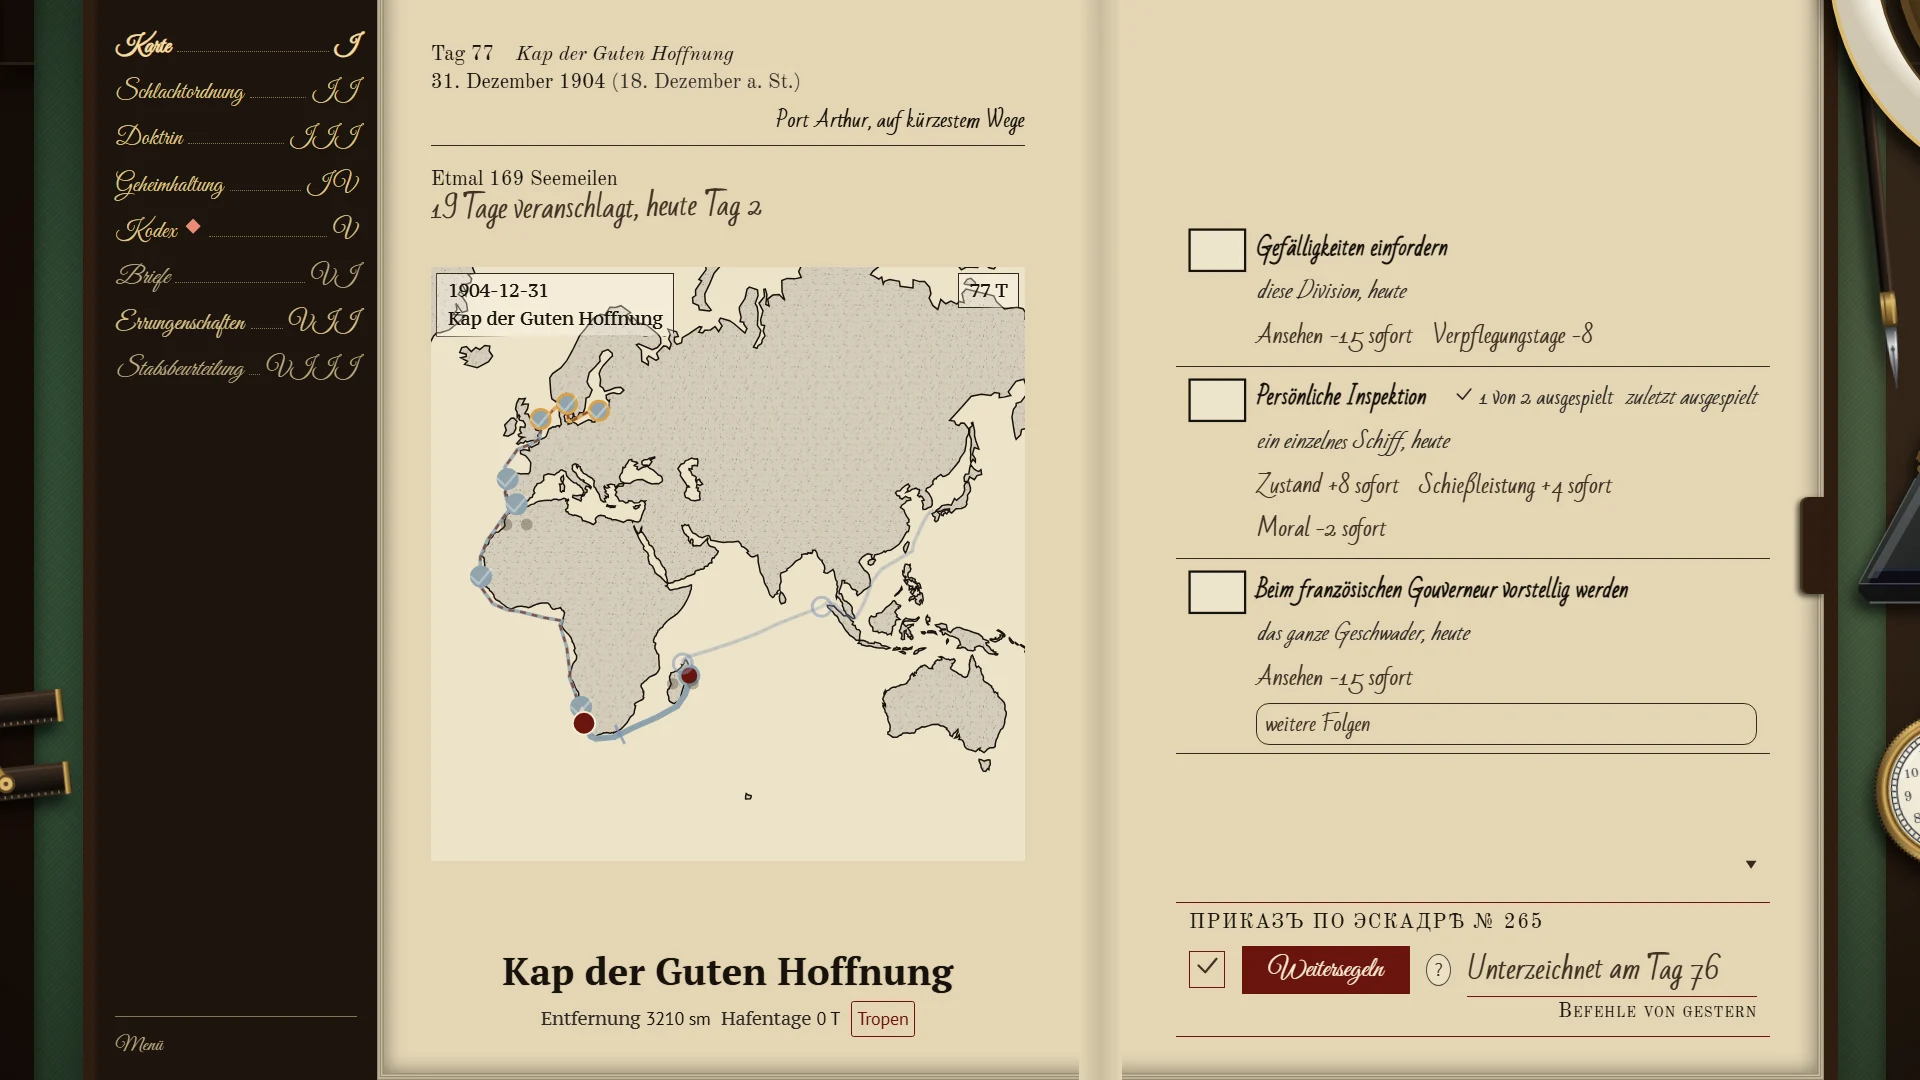 Karte I
Schlachtordnung II
Doktrin III
Geheimhaltung IV
Kodex V
Briefe VI
Errungenschaften VII
Stabsbeurteilung VIII
Menü
Tag 77 Kap der Guten Hoffnung
31. Dezember 1904 (18. Dezember a. St.)
Port Arthur, auf kürzestem Wege
Etmal 169 Seemeilen
19 Tage veranschlagt, heute Tag 2
1904-12-31
Kap der Guten Hoffnung
77 T
Kap der Guten Hoffnung
Entfernung 3210 sm Hafentage 0 T Tropen
Gefälligkeiten einfordern
diese Division, heute
Ansehen -15 sofort Verpflegungstage -8
Persönliche Inspektion 1 von 2 ausgespielt zuletzt ausgespielt
ein einzelnes Schiff, heute
Zustand +8 sofort Schießleistung +4 sofort
Moral -2 sofort
Beim französischen Gouverneur vorstellig werden
das ganze Geschwader, heute
Ansehen -15 sofort
weitere Folgen
ПРИКАЗЪ ПО ЭСКАДРѢ № 265
Weitersegeln ? Unterzeichnet am Tag 76
Befehle von gestern
10
9
8